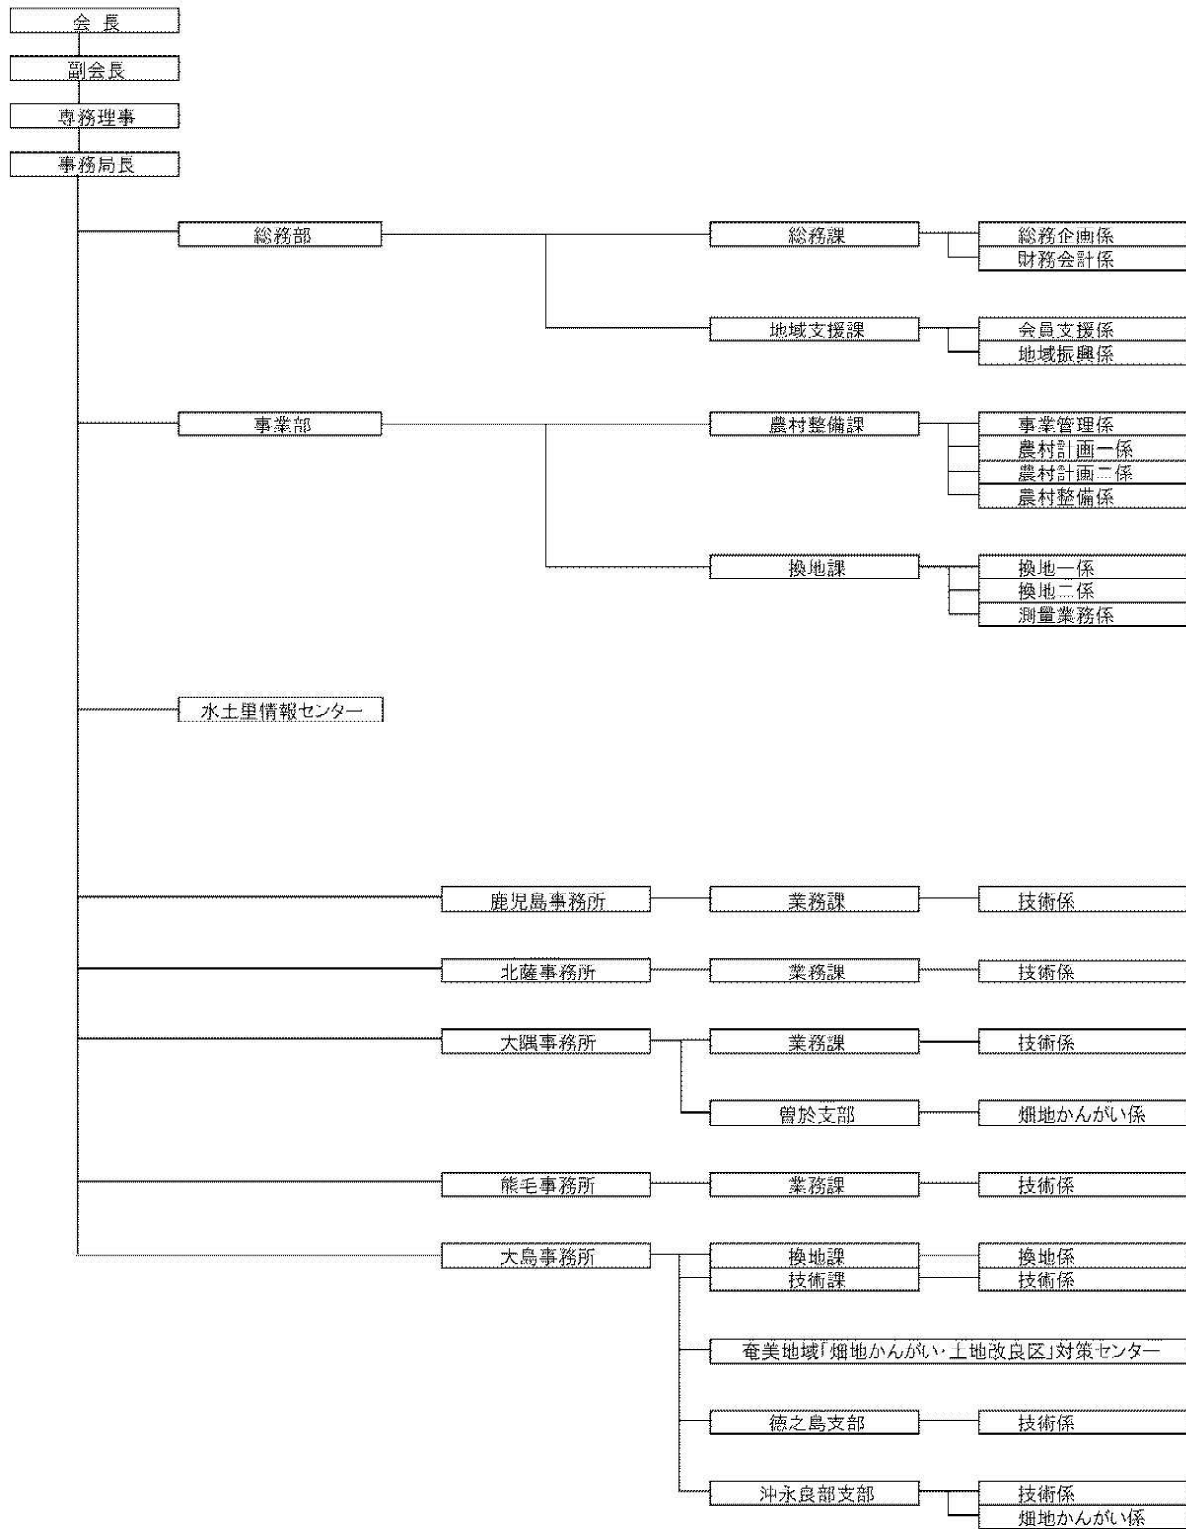 会長
副会長
専務理事
事務局長
総務部
総務課
総務企画係
財務会計係
地域支援課
会員支援係
地域振興係
事業部
農村整備課
事業管理係
農村計画一係
農村計画二係
農村整備係
換地課
換地一係
換地二係
測量業務係
水土里情報センター
鹿児島事務所
業務課
技術係
北薩事務所
業務課
技術係
大隅事務所
業務課
技術係
曽於支部
畑地かんがい係
熊毛事務所
業務課
技術係
大島事務所
換地課
換地係
技術課
技術係
奄美地域「畑地かんがい・土地改良区」対策センター
徳之島支部
技術係
沖永良部支部
技術係
畑地かんがい係